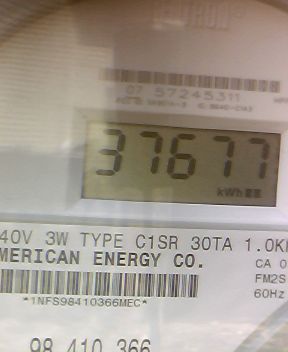 07 57245311
37677
kWh
40V 3W TYPE C1SR 30TA 1.0K
MERICAN ENERGY CO.
CA 0
FM2S
*1NFS98410366MEC*
60Hz
98 410 366